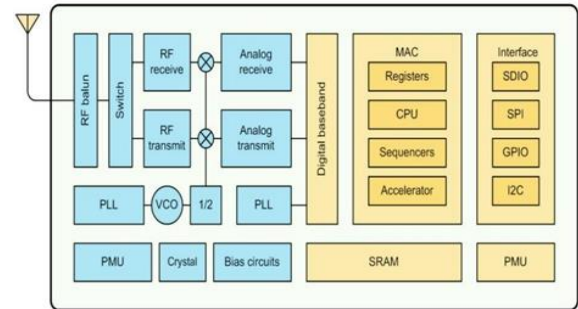 RF balun
Switch
RF
receive
Analog
receive
RF
transmit
Analog
transmit
PLL
VCO
1/2
PLL
Digital baseband
MAC
Registers
CPU
Sequencers
Accelerator
Interface
SDIO
SPI
GPIO
I2C
PMU
Crystal
Bias circuits
SRAM
PMU